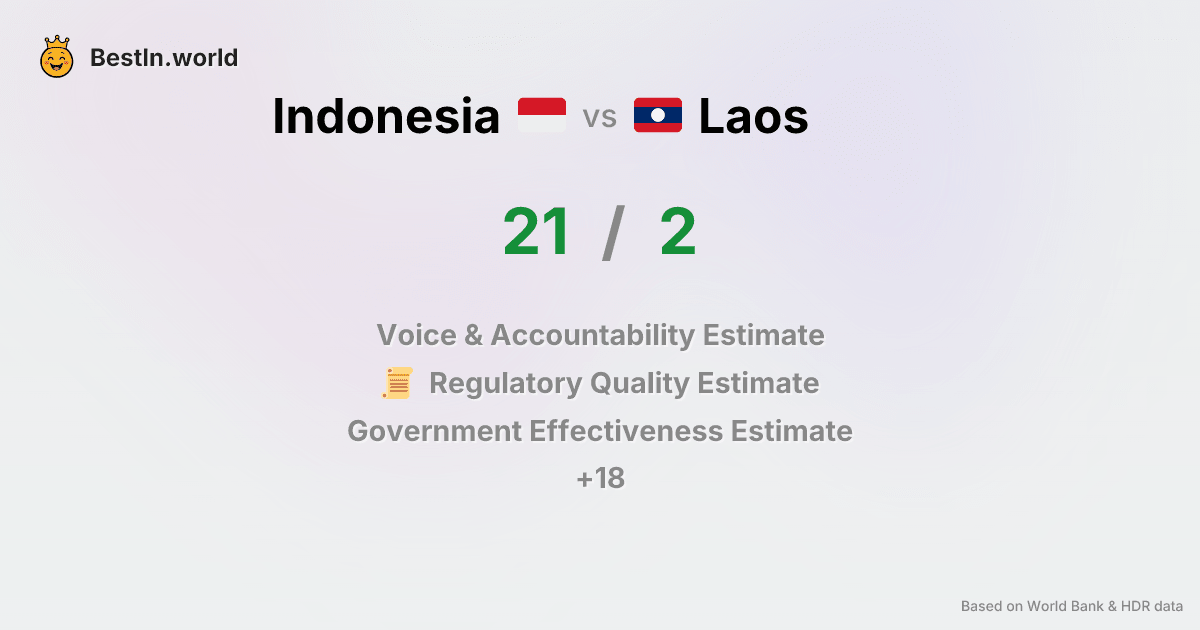 BestIn.world
Indonesia vs Laos
21 / 2
Voice & Accountability Estimate
Regulatory Quality Estimate
Government Effectiveness Estimate
+18
Based on World Bank & HDR data